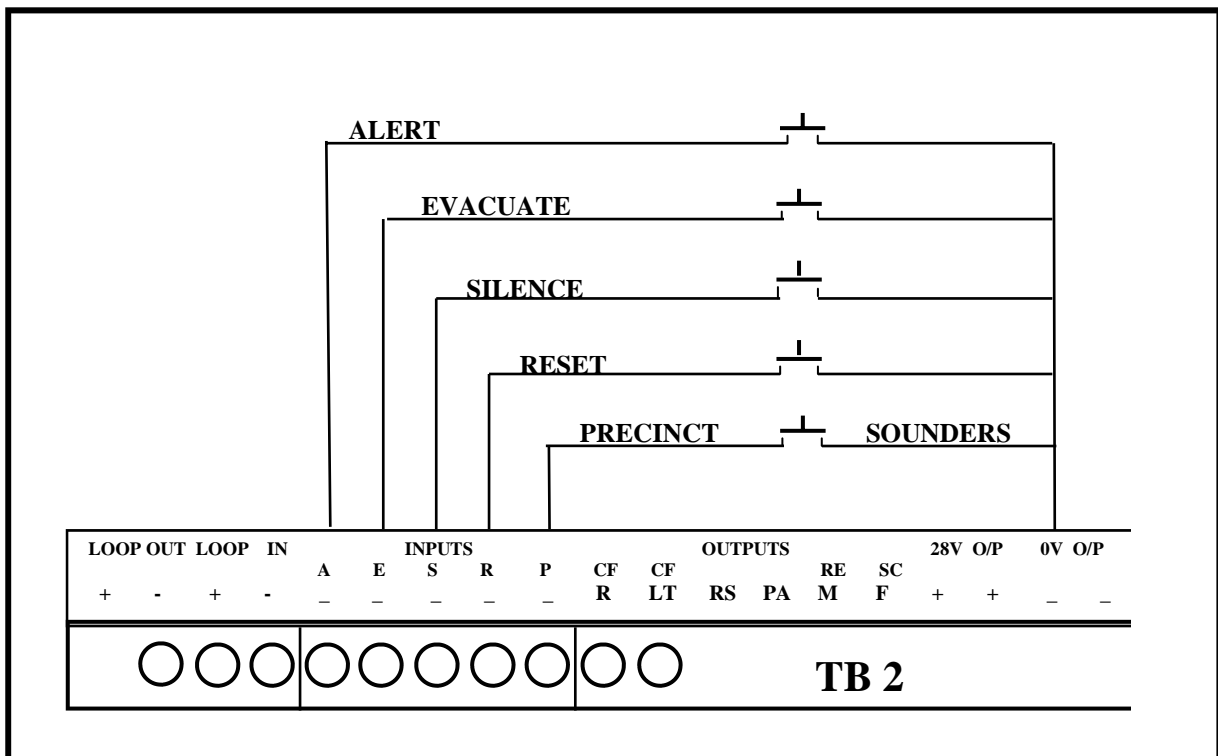 ALERT
EVACUATE
SILENCE
RESET
PRECINCT SOUNDERS
LOOP OUT LOOP IN INPUTS OUTPUTS 28V O/P 0V O/P
A E S R P CF CF RE SC
+ - + - _ _ _ _ _ R LT RS PA M F + + _ _
TB 2